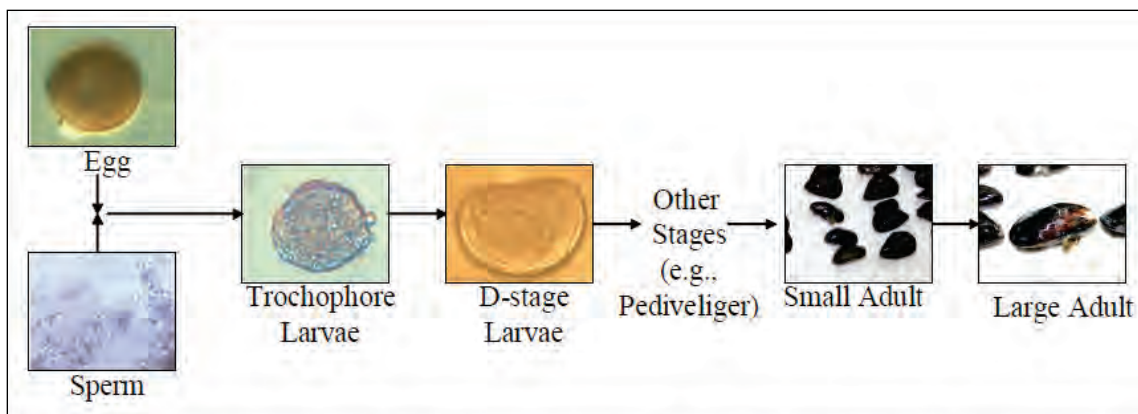 Egg
Sperm
Trochophore
Larvae
D-stage
Larvae
Other
Stages
(e.g.,
Pediveliger)
Small Adult
Large Adult